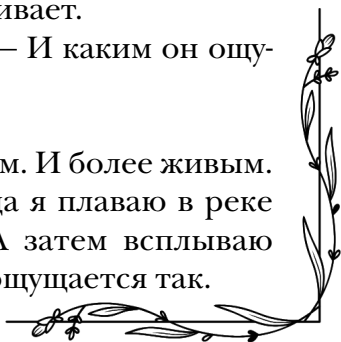 ивает.
— И каким он ощу-
м. И более живым.
да я плаваю в реке
А затем всплываю
ощущается так.